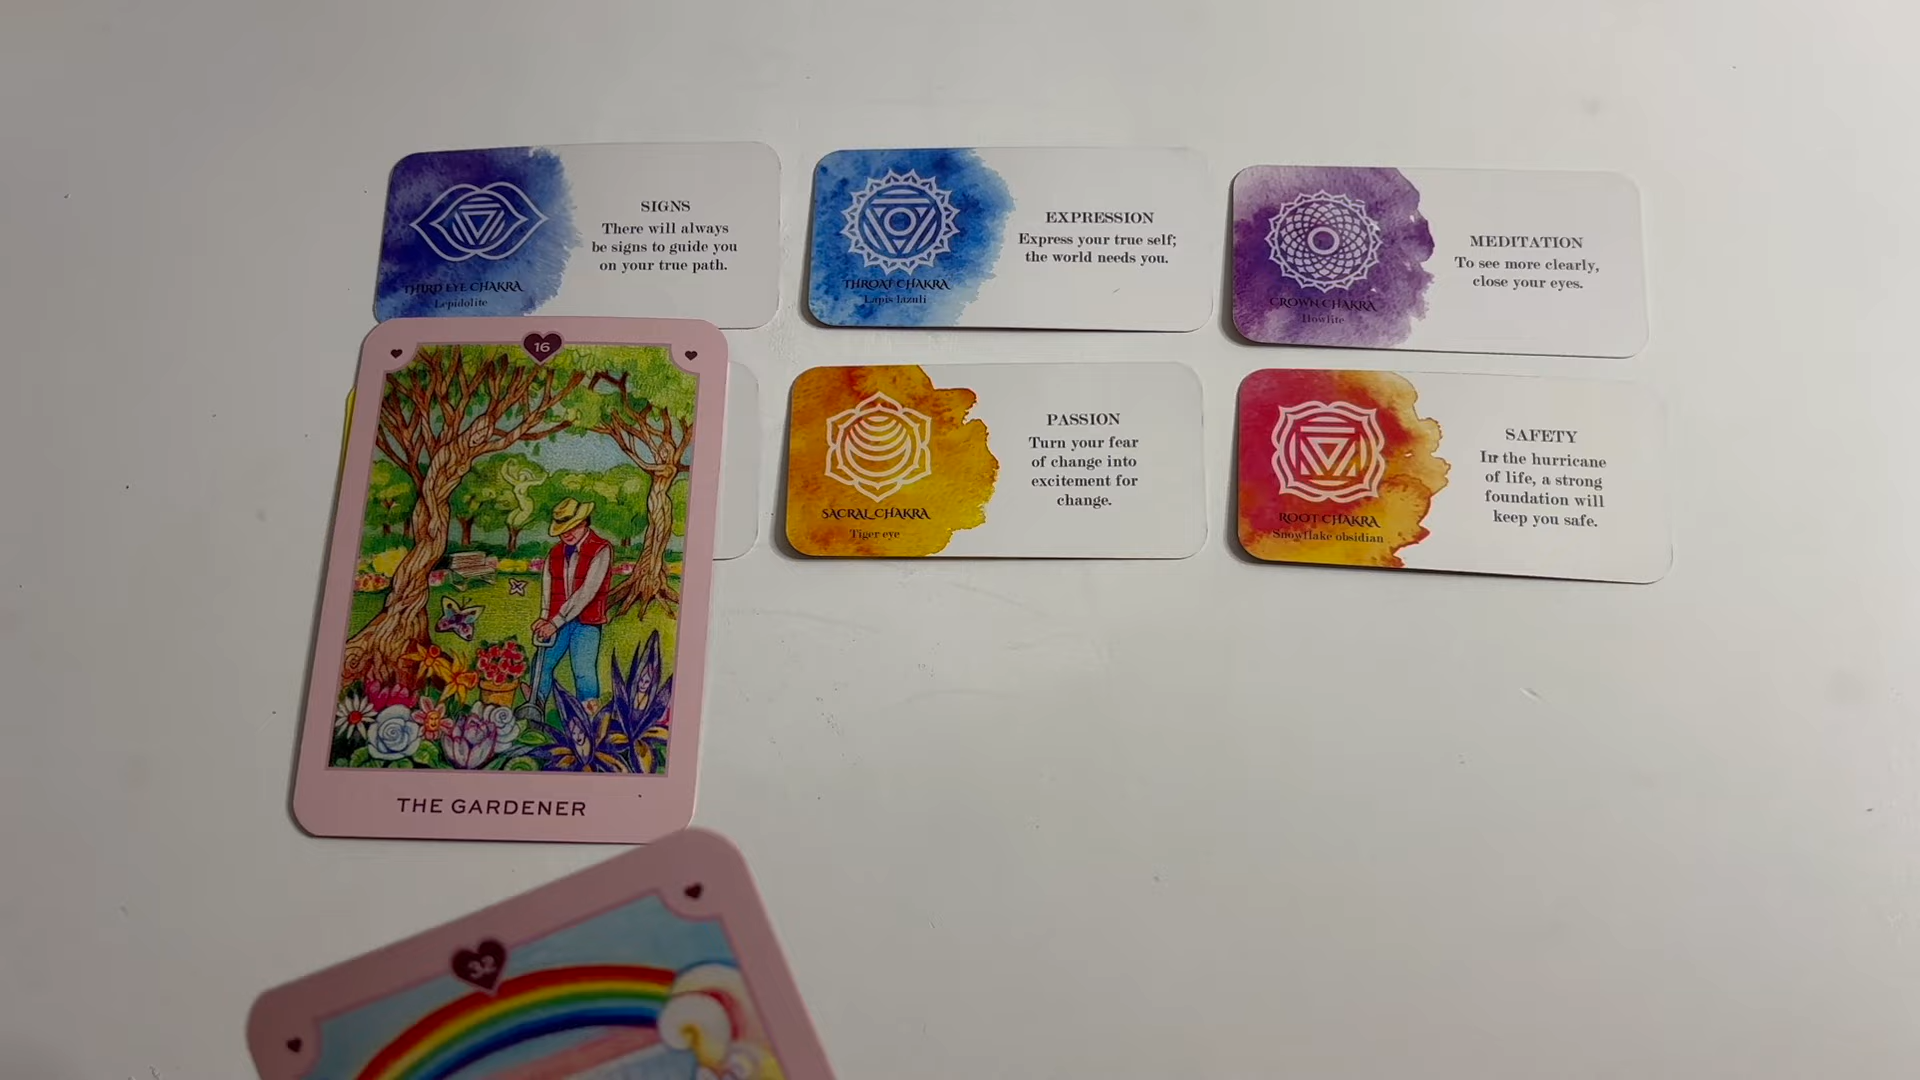 SIGNS
There will always
be signs to guide you
on your true path.
THIRD EYE CHAKRA
Lepidolite
EXPRESSION
Express your true self;
the world needs you.
THROAT CHAKRA
Lapis lazuli
MEDITATION
To see more clearly,
close your eyes.
CROWN CHAKRA
Howlite
16
THE GARDENER
PASSION
Turn your fear
of change into
excitement for
change.
SACRAL CHAKRA
Tiger eye
SAFETY
In the hurricane
of life, a strong
foundation will
keep you safe.
ROOT CHAKRA
Snowflake obsidian
32